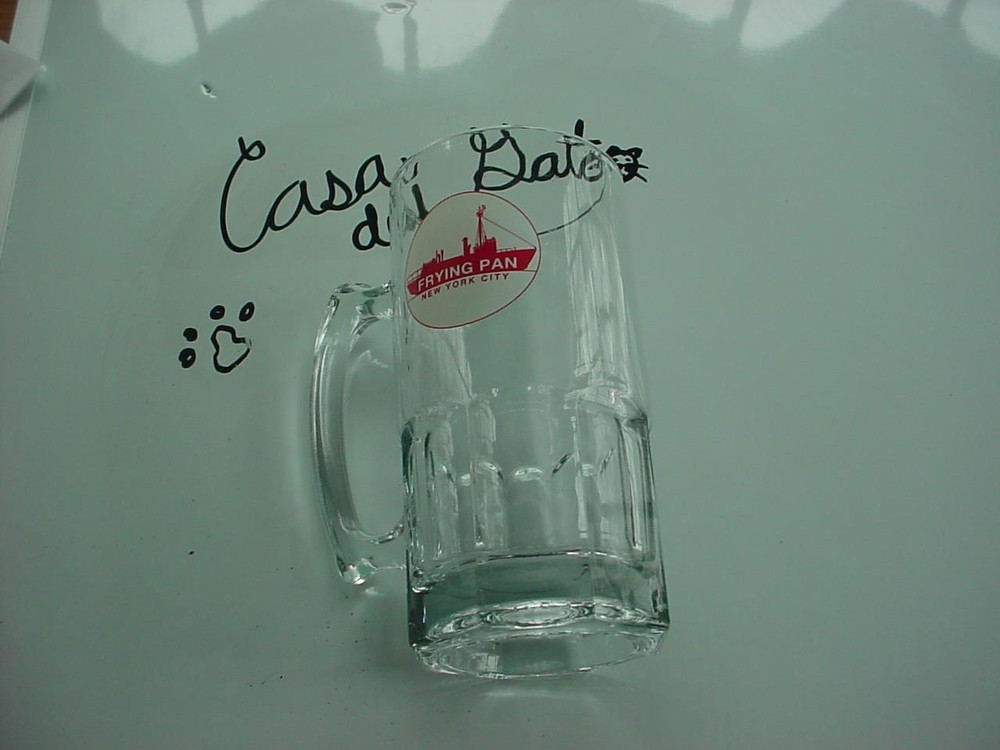 Casa Gato
del
FRYING PAN
NEW YORK CITY